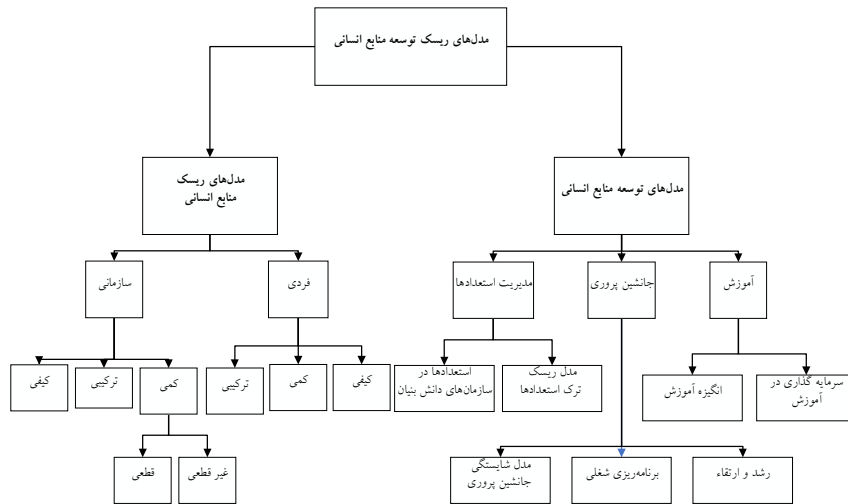 مدل‌های ریسک توسعه منابع انسانی
مدل‌های توسعه منابع انسانی
مدل‌های ریسک
منابع انسانی
آموزش
جانشین پروری
مدیریت استعدادها
فردی
سازمانی
سرمایه گذاری در
آموزش
انگیزه آموزش
مدل ریسک
ترک استعدادها
استعدادها در
سازمان‌های دانش بنیان
کیفی
کمی
ترکیبی
کمی
ترکیبی
کیفی
رشد و ارتقاء
برنامه‌ریزی شغلی
مدل شایستگی
جانشین پروری
غیر قطعی
قطعی